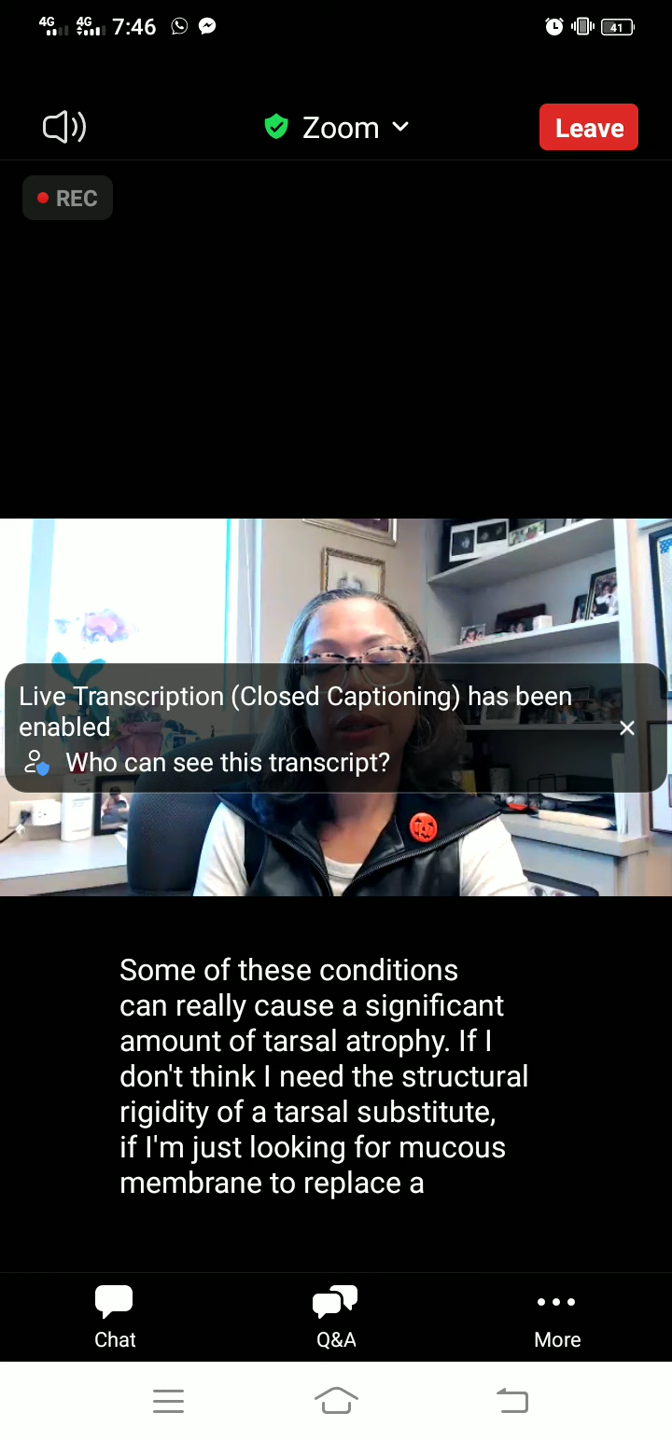 4G 4G 7:46 41
Zoom Leave
REC
Live Transcription (Closed Captioning) has been
enabled
Who can see this transcript?
Some of these conditions
can really cause a significant
amount of tarsal atrophy. If I
don't think I need the structural
rigidity of a tarsal substitute,
if I'm just looking for mucous
membrane to replace a
Chat Q&A More